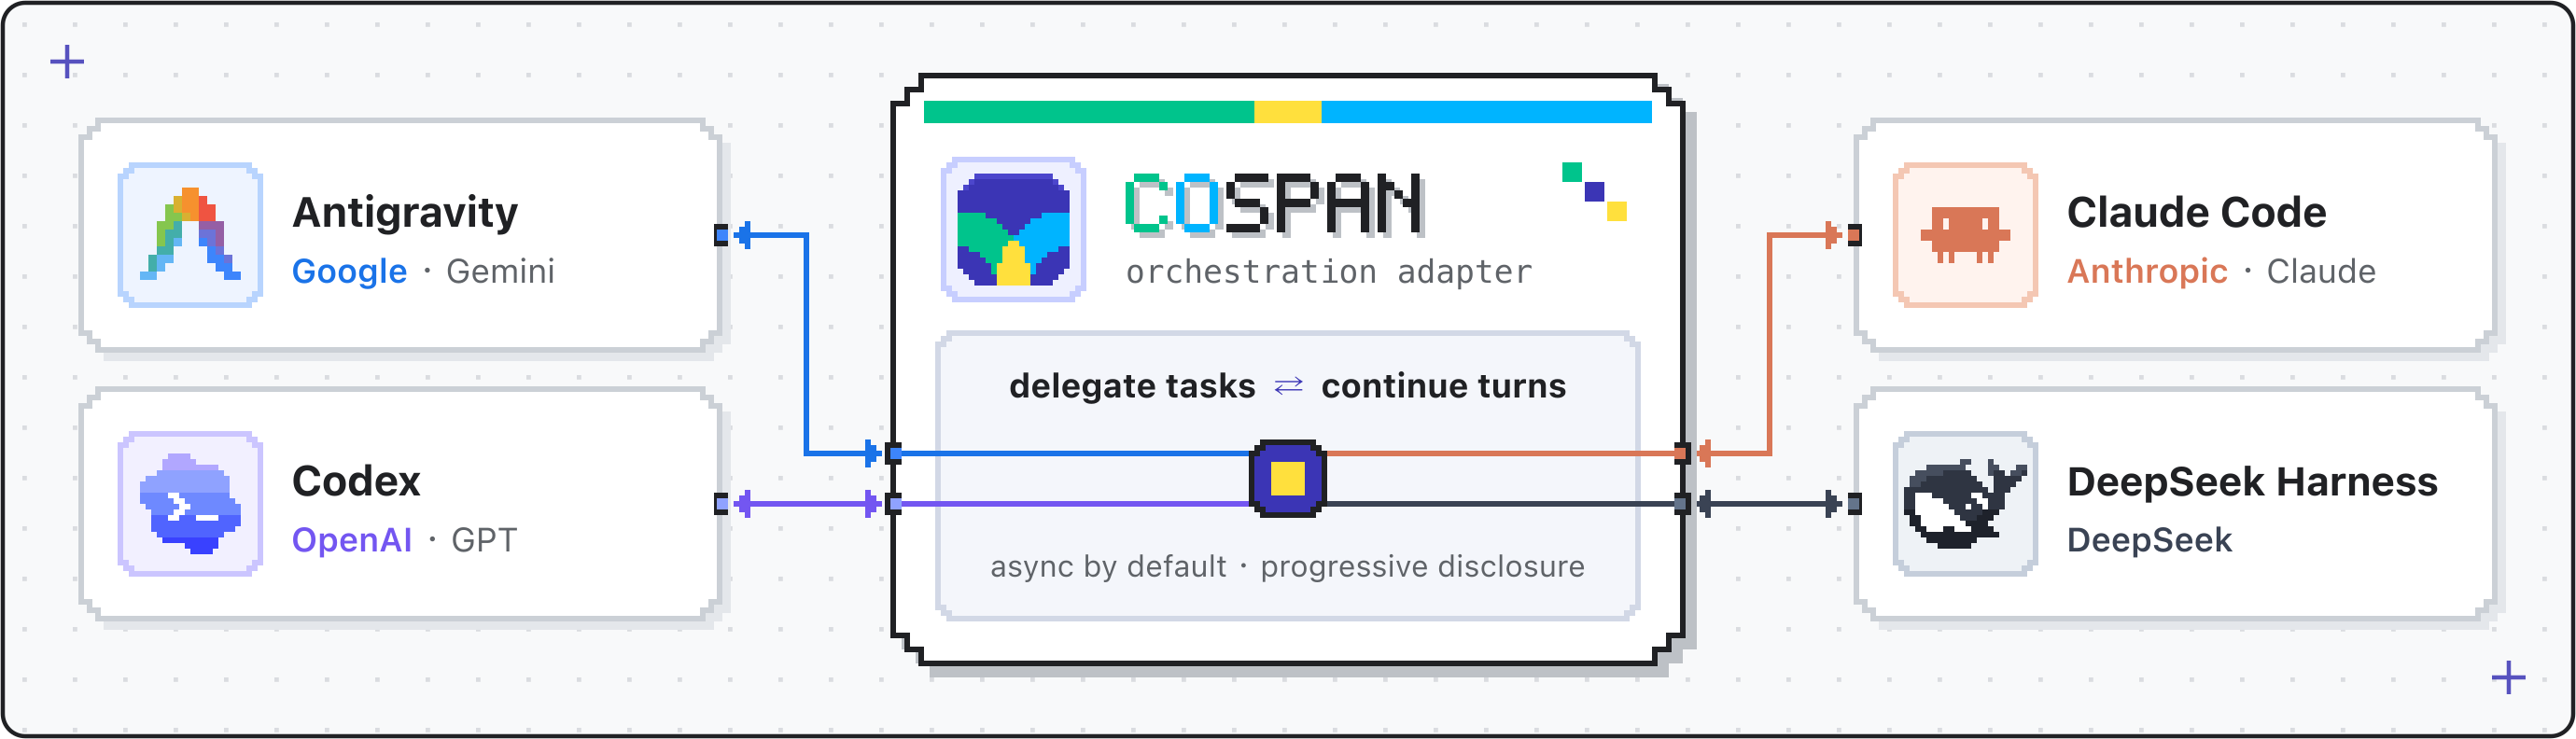 Antigravity
Google · Gemini
Codex
OpenAI · GPT
COSPAN
orchestration adapter
delegate tasks ⇄ continue turns
async by default · progressive disclosure
Claude Code
Anthropic · Claude
DeepSeek Harness
DeepSeek